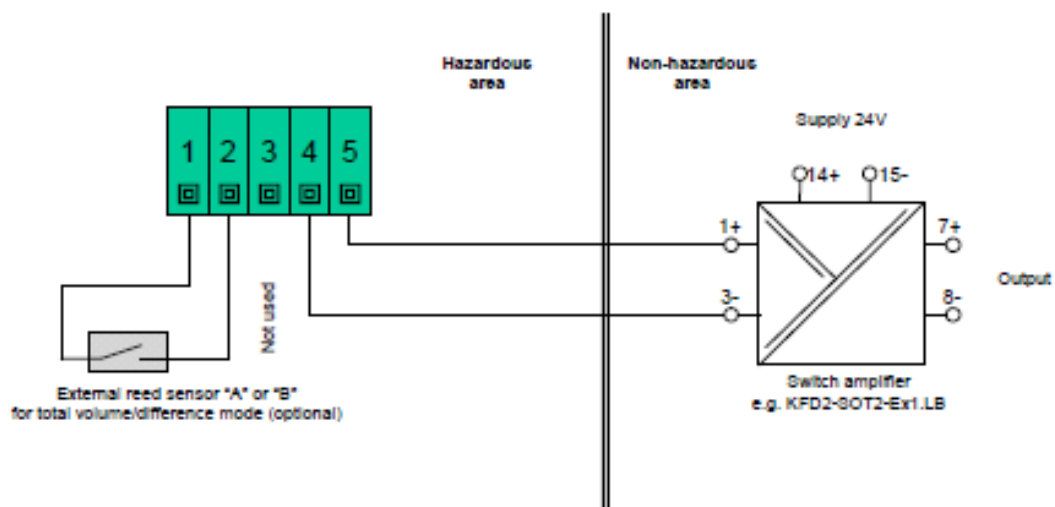 Hazardous
area
Non-hazardous
area
Supply 24V
1 2 3 4 5
14+ 15-
1+
7+
Output
3-
8-
Not used
External reed sensor "A" or "B"
for total volume/difference mode (optional)
Switch amplifier
e.g. KFD2-SOT2-Ex1.LB